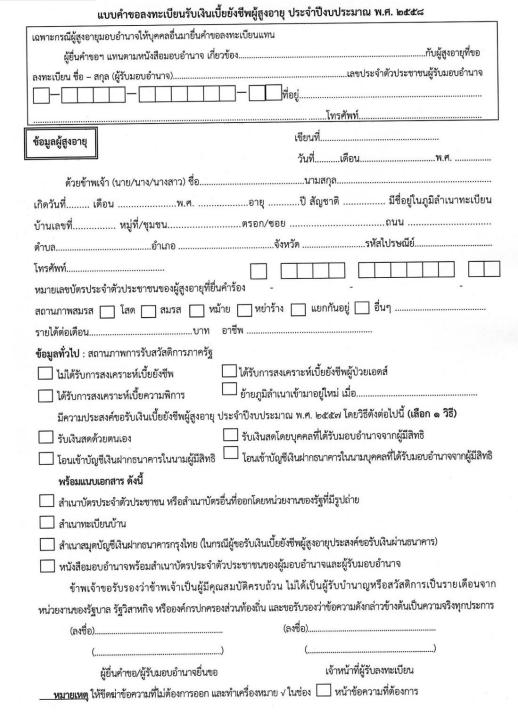 แบบคำขอลงทะเบียนรับเงินเบี้ยยังชีพผู้สูงอายุ ประจำปีงบประมาณ พ.ศ. ๒๕๕๘
เฉพาะกรณีผู้สูงอายุมอบอำนาจให้บุคคลอื่นมายื่นคำขอลงทะเบียนแทน
ผู้ยื่นคำขอฯ แทนตามหนังสือมอบอำนาจ เกี่ยวข้อง................................................กับผู้สูงอายุที่ขอ
ลงทะเบียน ชื่อ – สกุล (ผู้รับมอบอำนาจ)................................................เลขประจำตัวประชาชนผู้รับมอบอำนาจ
– – – ที่อยู่................................................
................................................โทรศัพท์................................................
ข้อมูลผู้สูงอายุ
เขียนที่................................
วันที่.........เดือน........................พ.ศ. .............
ด้วยข้าพเจ้า (นาย/นาง/นางสาว) ชื่อ................................นามสกุล................................
เกิดวันที่......... เดือน ......................พ.ศ. .............อายุ .........ปี สัญชาติ ............. มีชื่ออยู่ในภูมิลำเนาทะเบียน
บ้านเลขที่............. หมู่ที่/ชุมชน........................ตรอก/ซอย ........................ ถนน ........................
ตำบล........................อำเภอ ........................จังหวัด ........................ รหัสไปรษณีย์................
โทรศัพท์........................
หมายเลขบัตรประจำตัวประชาชนของผู้สูงอายุที่ยื่นคำร้อง - - -
สถานภาพสมรส □ โสด □ สมรส □ หม้าย □ หย่าร้าง □ แยกกันอยู่ □ อื่นๆ ........................
รายได้ต่อเดือน........................บาท อาชีพ ................................
ข้อมูลทั่วไป : สถานภาพการรับสวัสดิการภาครัฐ
□ ไม่ได้รับการสงเคราะห์เบี้ยยังชีพ □ ได้รับการสงเคราะห์เบี้ยยังชีพผู้ป่วยเอดส์
□ ได้รับการสงเคราะห์เบี้ยความพิการ □ ย้ายภูมิลำเนาเข้ามาอยู่ใหม่ เมื่อ................................
มีความประสงค์ขอรับเงินเบี้ยยังชีพผู้สูงอายุ ประจำปีงบประมาณ พ.ศ. ๒๕๕๗ โดยวิธีดังต่อไปนี้ (เลือก ๑ วิธี)
□ รับเงินสดด้วยตนเอง □ รับเงินสดโดยบุคคลที่ได้รับมอบอำนาจจากผู้มีสิทธิ
□ โอนเข้าบัญชีเงินฝากธนาคารในนามผู้มีสิทธิ □ โอนเข้าบัญชีเงินฝากธนาคารในนามบุคคลที่ได้รับมอบอำนาจจากผู้มีสิทธิ
พร้อมแนบเอกสาร ดังนี้
□ สำเนาบัตรประจำตัวประชาชน หรือสำเนาบัตรอื่นที่ออกโดยหน่วยงานของรัฐที่มีรูปถ่าย
□ สำเนาทะเบียนบ้าน
□ สำเนาสมุดบัญชีเงินฝากธนาคารกรุงไทย (ในกรณีผู้ขอรับเงินเบี้ยยังชีพผู้สูงอายุประสงค์ขอรับเงินผ่านธนาคาร)
□ หนังสือมอบอำนาจพร้อมสำเนาบัตรประจำตัวประชาชนของผู้มอบอำนาจและผู้รับมอบอำนาจ
ข้าพเจ้าขอรับรองว่าข้าพเจ้าเป็นผู้มีคุณสมบัติครบถ้วน ไม่ได้เป็นผู้รับบำนาญหรือสวัสดิการเป็นรายเดือนจาก
หน่วยงานของรัฐบาล รัฐวิสาหกิจ หรือองค์กรปกครองส่วนท้องถิ่น และขอรับรองว่าข้อความดังกล่าวข้างต้นเป็นความจริงทุกประการ
(ลงชื่อ)................................ (ลงชื่อ)................................
(................................) (................................)
ผู้ยื่นคำขอ/ผู้รับมอบอำนาจยื่นขอ เจ้าหน้าที่ผู้รับลงทะเบียน
หมายเหตุ ให้ขีดฆ่าข้อความที่ไม่ต้องการออก และทำเครื่องหมาย √ ในช่อง □ หน้าข้อความที่ต้องการ